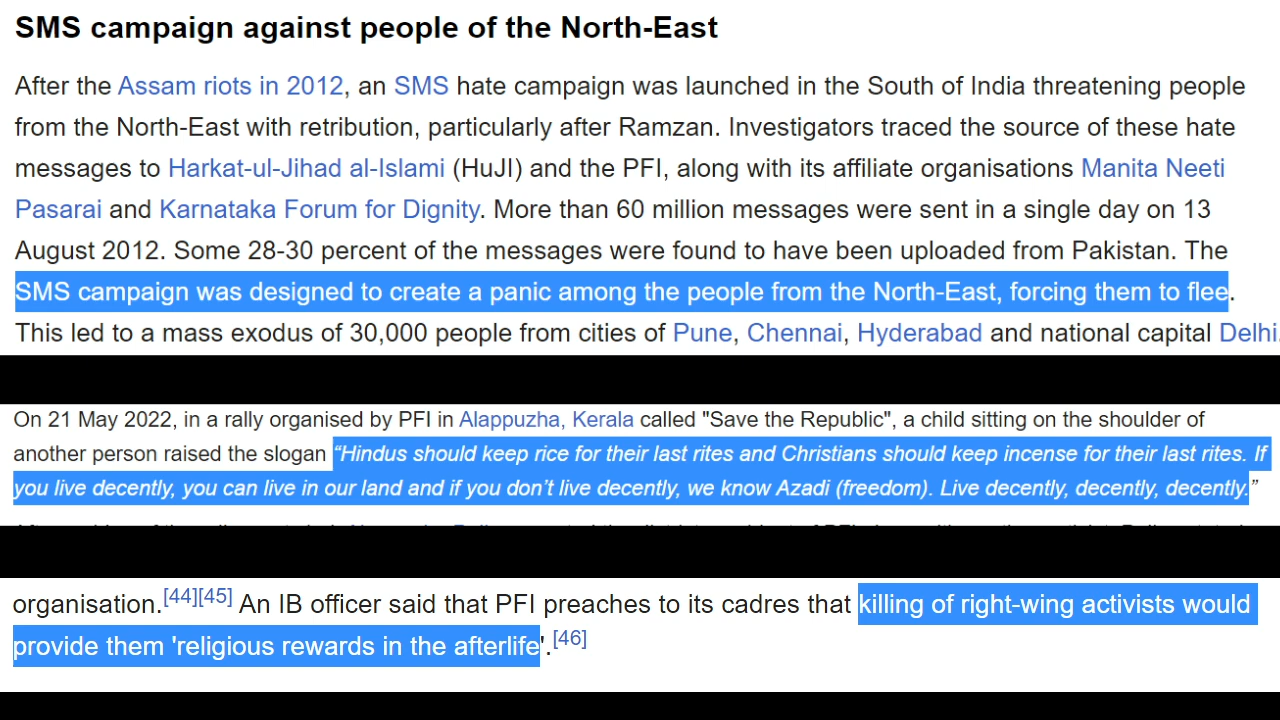 SMS campaign against people of the North-East
After the Assam riots in 2012, an SMS hate campaign was launched in the South of India threatening people
from the North-East with retribution, particularly after Ramzan. Investigators traced the source of these hate
messages to Harkat-ul-Jihad al-Islami (HuJI) and the PFI, along with its affiliate organisations Manita Neeti
Pasarai and Karnataka Forum for Dignity. More than 60 million messages were sent in a single day on 13
August 2012. Some 28-30 percent of the messages were found to have been uploaded from Pakistan. The
SMS campaign was designed to create a panic among the people from the North-East, forcing them to flee.
This led to a mass exodus of 30,000 people from cities of Pune, Chennai, Hyderabad and national capital Delhi.
On 21 May 2022, in a rally organised by PFI in Alappuzha, Kerala called "Save the Republic", a child sitting on the shoulder of
another person raised the slogan “Hindus should keep rice for their last rites and Christians should keep incense for their last rites. If
you live decently, you can live in our land and if you don’t live decently, we know Azadi (freedom). Live decently, decently, decently.”
organisation.[44][45] An IB officer said that PFI preaches to its cadres that killing of right-wing activists would
provide them 'religious rewards in the afterlife'.[46]